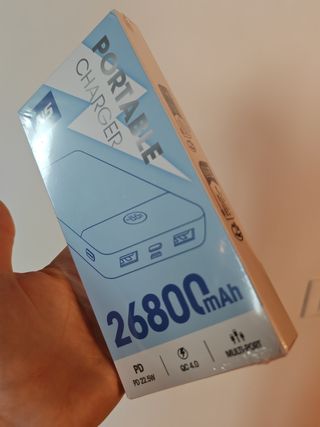 PORTABLE
CHARGER
26800mAh
PD
PD 22.5W
QC 4.0
MULTI-PORT